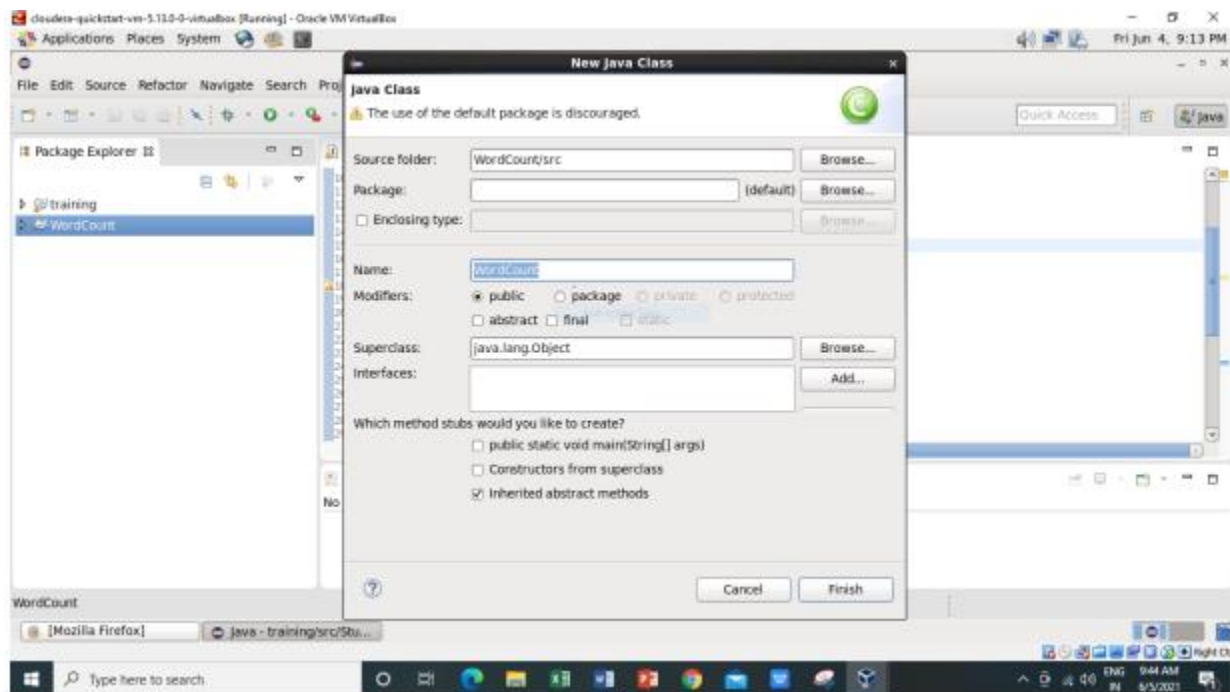 cloudera-quickstart-vm-5.13.0-0-virtualbox [Running] - Oracle VM VirtualBox
Applications Places System
Fri Jun 4, 9:13 PM
New Java Class
File Edit Source Refactor Navigate Search Proj
Java Class
The use of the default package is discouraged.
Quick Access
Java
Package Explorer
training
WordCount
Source folder: WordCount/src Browse...
Package: (default) Browse...
Enclosing type: Browse...
Name: WordCount
Modifiers: public package private protected
abstract final static
Superclass: java.lang.Object Browse...
Interfaces: Add...
Which method stubs would you like to create?
public static void main(String[] args)
Constructors from superclass
Inherited abstract methods
No
Cancel Finish
WordCount
[Mozilla Firefox] Java - training/src/Stu...
Type here to search
ENG
IN
9:44 AM
6/5/2021